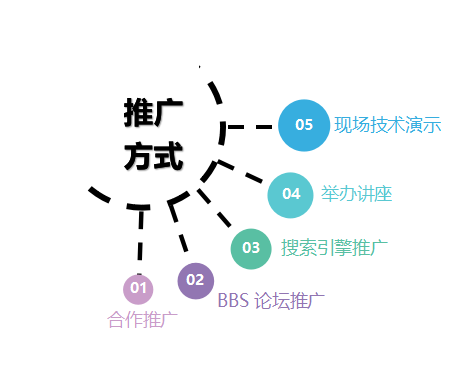 推广
方式
05 现场技术演示
04 举办讲座
03 搜索引擎推广
02
BBS 论坛推广
01
合作推广